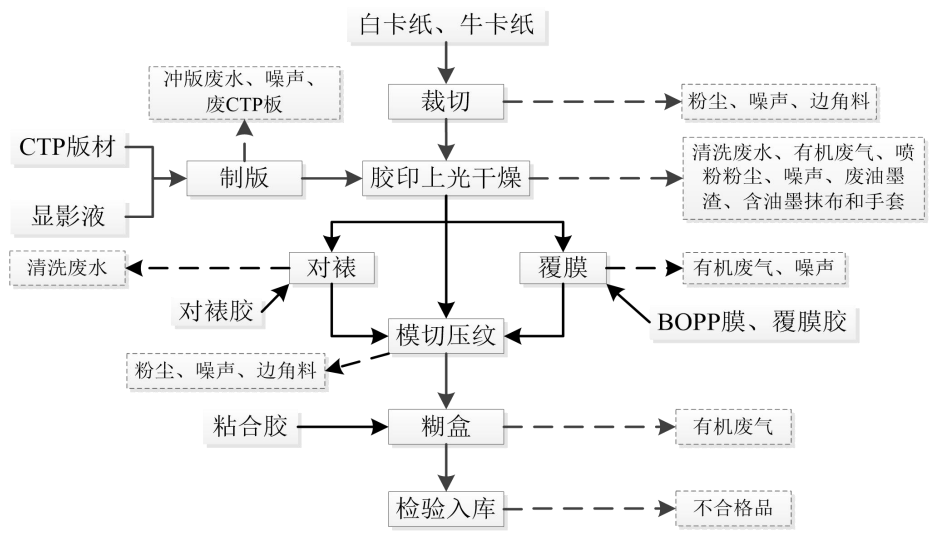 白卡纸、牛卡纸
冲版废水、噪声、
废CTP板
裁切
粉尘、噪声、边角料
CTP版材
制版
胶印上光干燥
清洗废水、有机废气、喷
粉粉尘、噪声、废油墨
渣、含油墨抹布和手套
显影液
清洗废水
对裱
覆膜
有机废气、噪声
对裱胶
BOPP膜、覆膜胶
模切压纹
粉尘、噪声、边角料
粘合胶
糊盒
有机废气
检验入库
不合格品